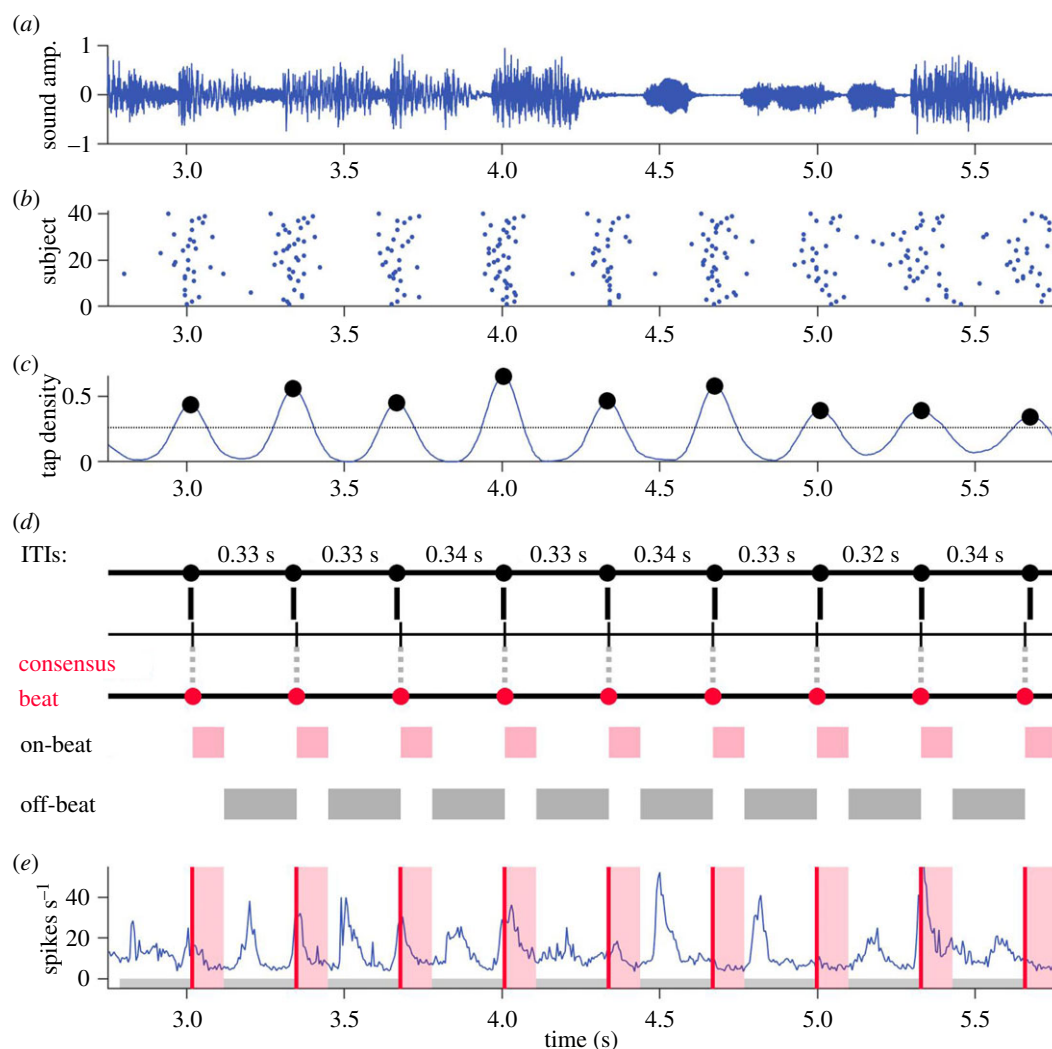 (a)
sound amp.
1
0
–1
3.0 3.5 4.0 4.5 5.0 5.5
(b)
subject
40
20
0
3.0 3.5 4.0 4.5 5.0 5.5
(c)
tap density
0.5
0
3.0 3.5 4.0 4.5 5.0 5.5
(d)
ITIs: 0.33 s 0.33 s 0.34 s 0.33 s 0.34 s 0.33 s 0.32 s 0.34 s
consensus
beat
on-beat
off-beat
(e)
spikes s⁻¹
40
20
0
3.0 3.5 4.0 4.5 5.0 5.5
time (s)